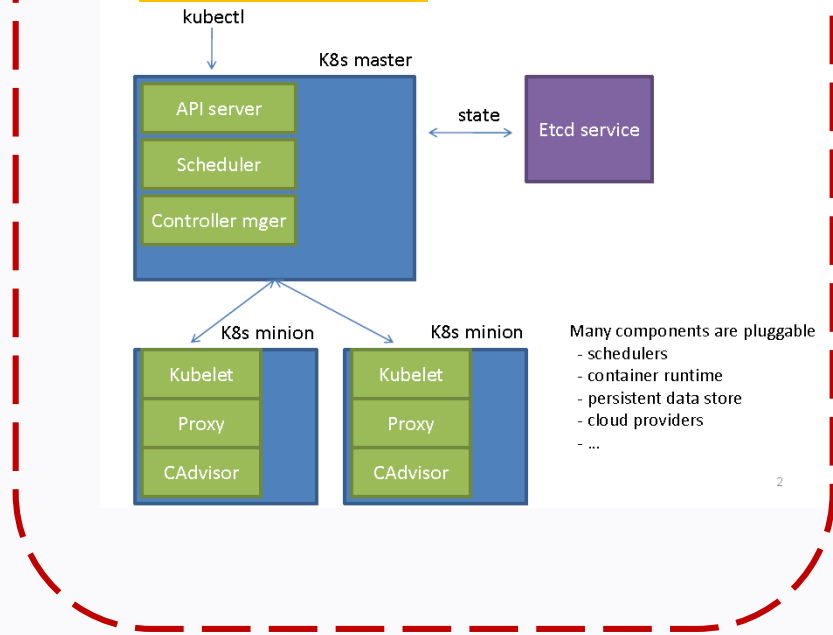 kubectl
K8s master
API server
Scheduler
Controller mger
state
Etcd service
K8s minion
Kubelet
Proxy
CAdvisor
K8s minion
Kubelet
Proxy
CAdvisor
Many components are pluggable
- schedulers
- container runtime
- persistent data store
- cloud providers
- ...
2